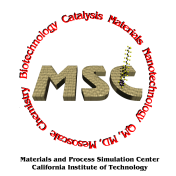 Chemistry Biotechnology Catalysis Materials Nanotechnology QM, MD, Mesoscale
MSC
Materials and Process Simulation Center
California Institute of Technology